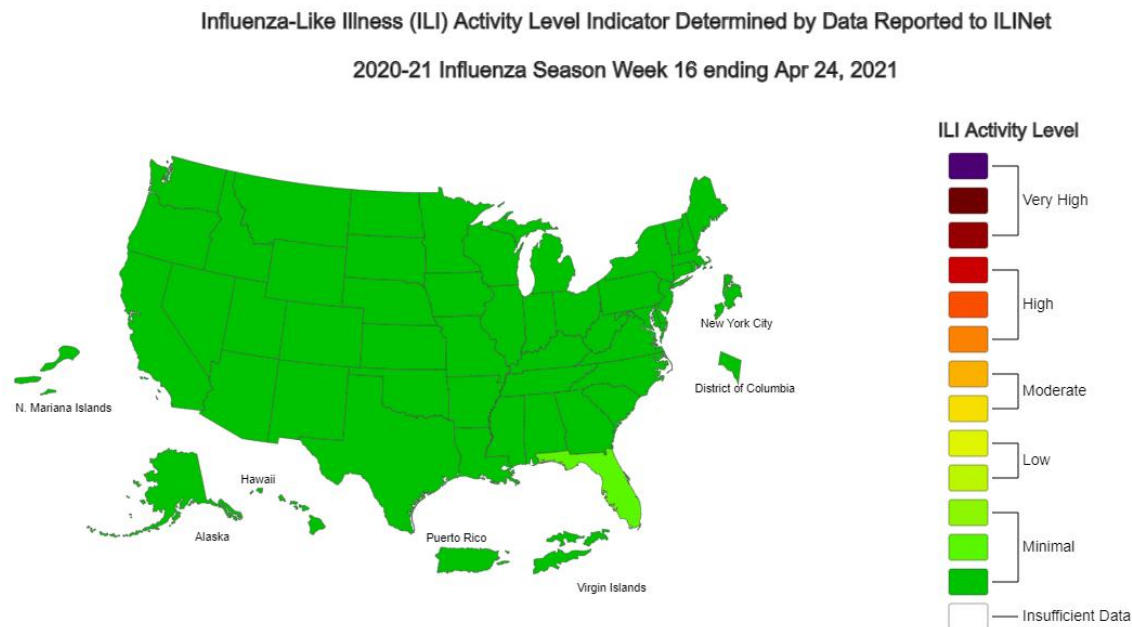 Influenza-Like Illness (ILI) Activity Level Indicator Determined by Data Reported to ILINet
2020-21 Influenza Season Week 16 ending Apr 24, 2021
ILI Activity Level
Very High
High
Moderate
Low
Minimal
Insufficient Data
New York City
District of Columbia
N. Mariana Islands
Hawaii
Alaska
Puerto Rico
Virgin Islands